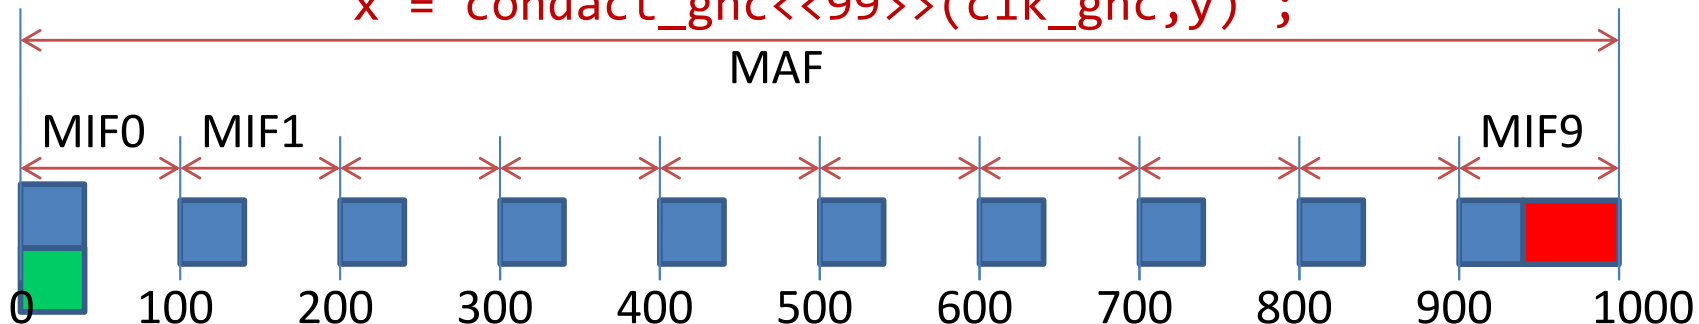 x = condact_gnc<<99>>(clk_gnc,y) ;
MAF
MIF0 MIF1 MIF9
0 100 200 300 400 500 600 700 800 900 1000